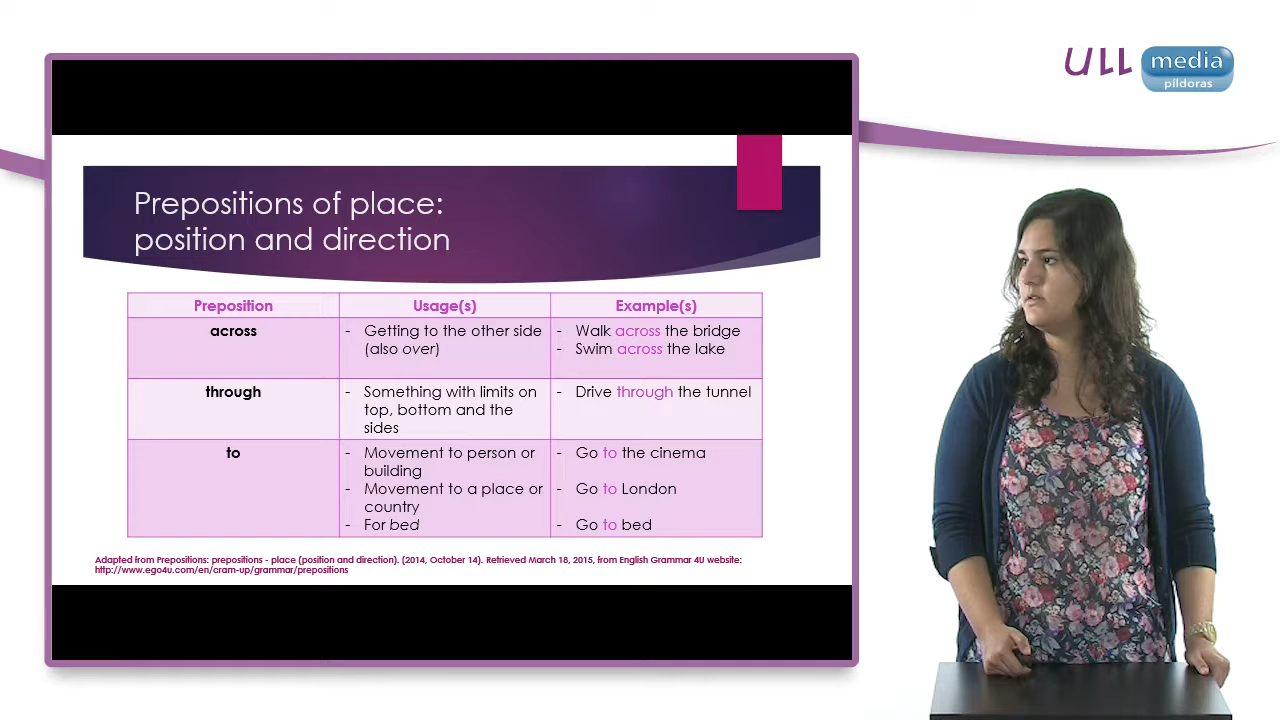 ULL media
píldoras
Prepositions of place:
position and direction
Preposition Usage(s) Example(s)
across - Getting to the other side - Walk across the bridge
(also over) - Swim across the lake
through - Something with limits on - Drive through the tunnel
top, bottom and the
sides
to - Movement to person or - Go to the cinema
building
- Movement to a place or - Go to London
country
- For bed - Go to bed
Adapted from Prepositions: prepositions - place (position and direction). (2014, October 14). Retrieved March 18, 2015, from English Grammar 4U website:
http://www.ego4u.com/en/cram-up/grammar/prepositions